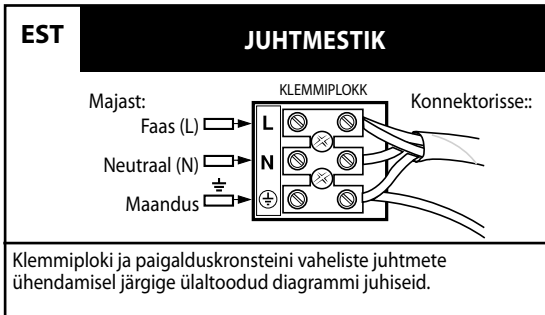 EST
JUHTMESTIK
KLEMMIPLOKK
Majast:
Konnektorisse::
Faas (L)
L
Neutraal (N)
N
Maandus
Klemmiploki ja paigalduskronsteini vaheliste juhtmete
ühendamisel järgige ülaltoodud diagrammi juhiseid.